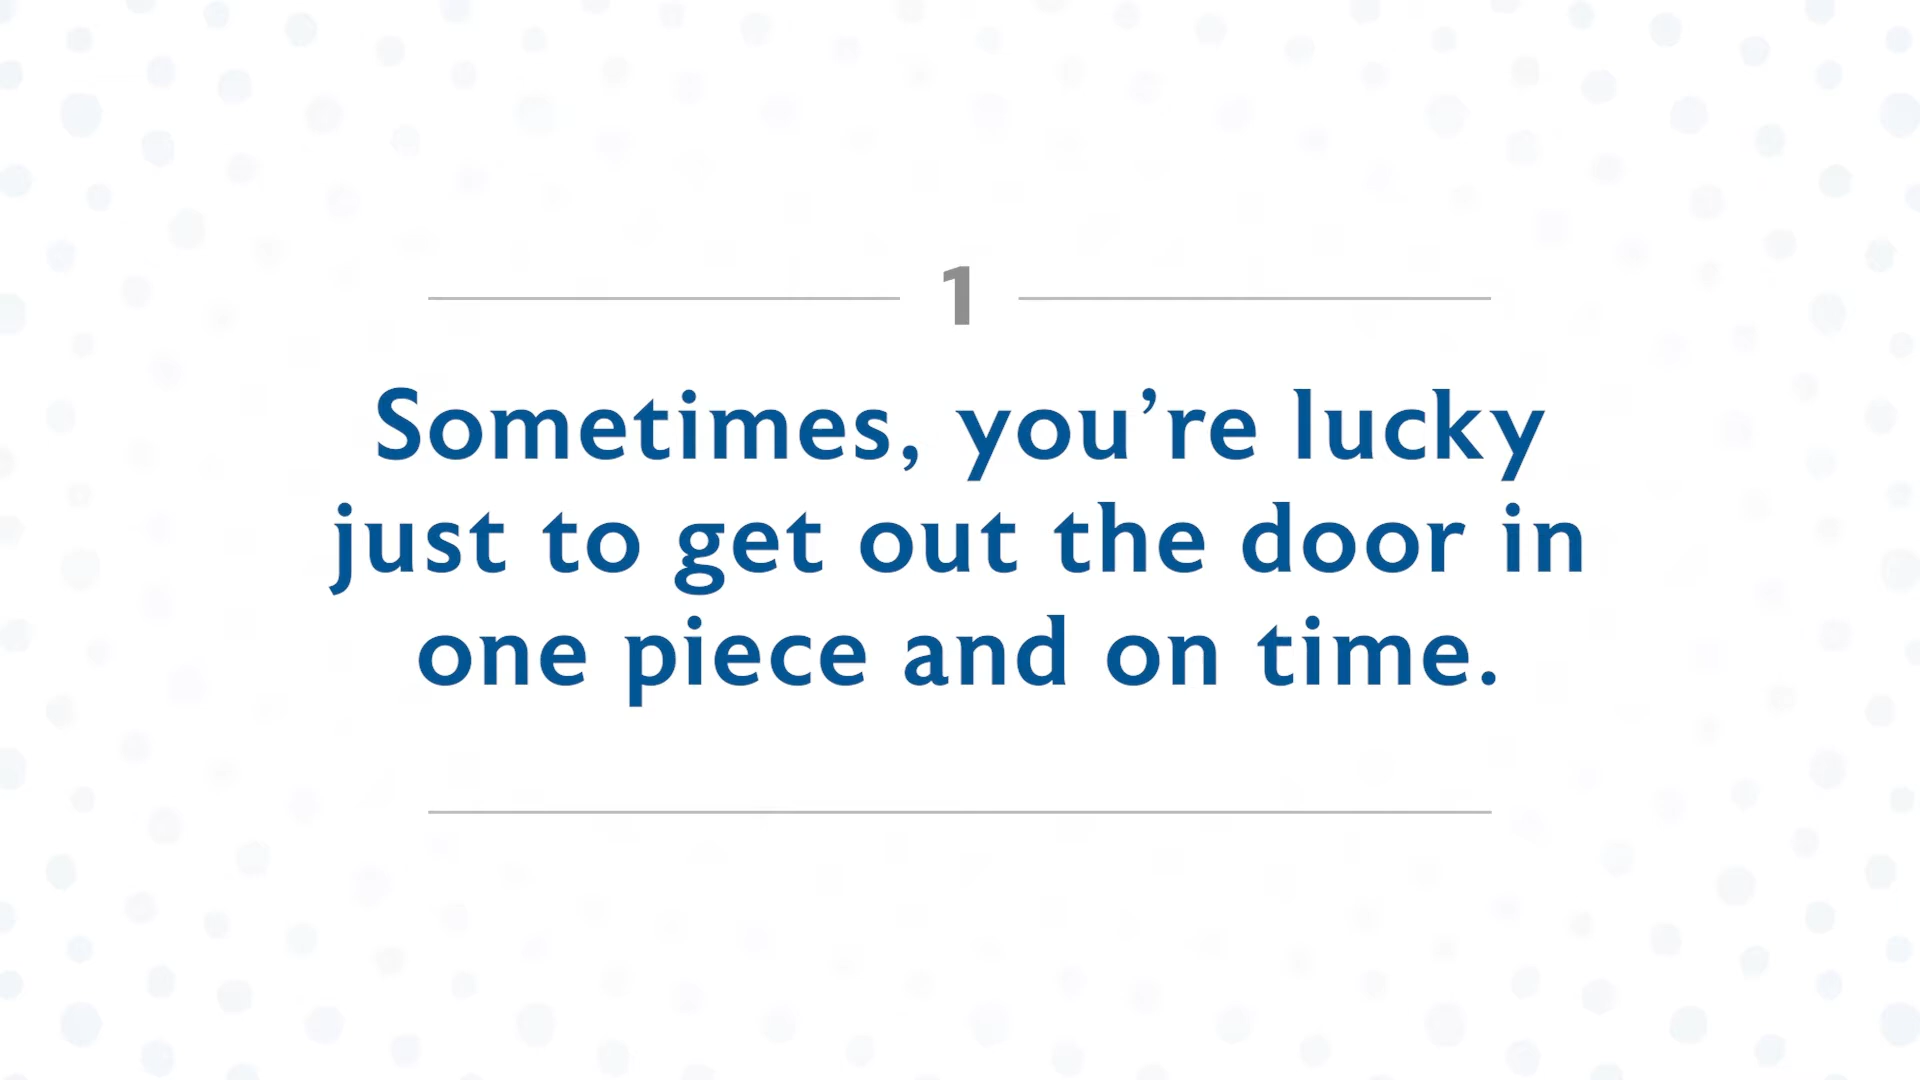 1
Sometimes, you’re lucky
just to get out the door in
one piece and on time.